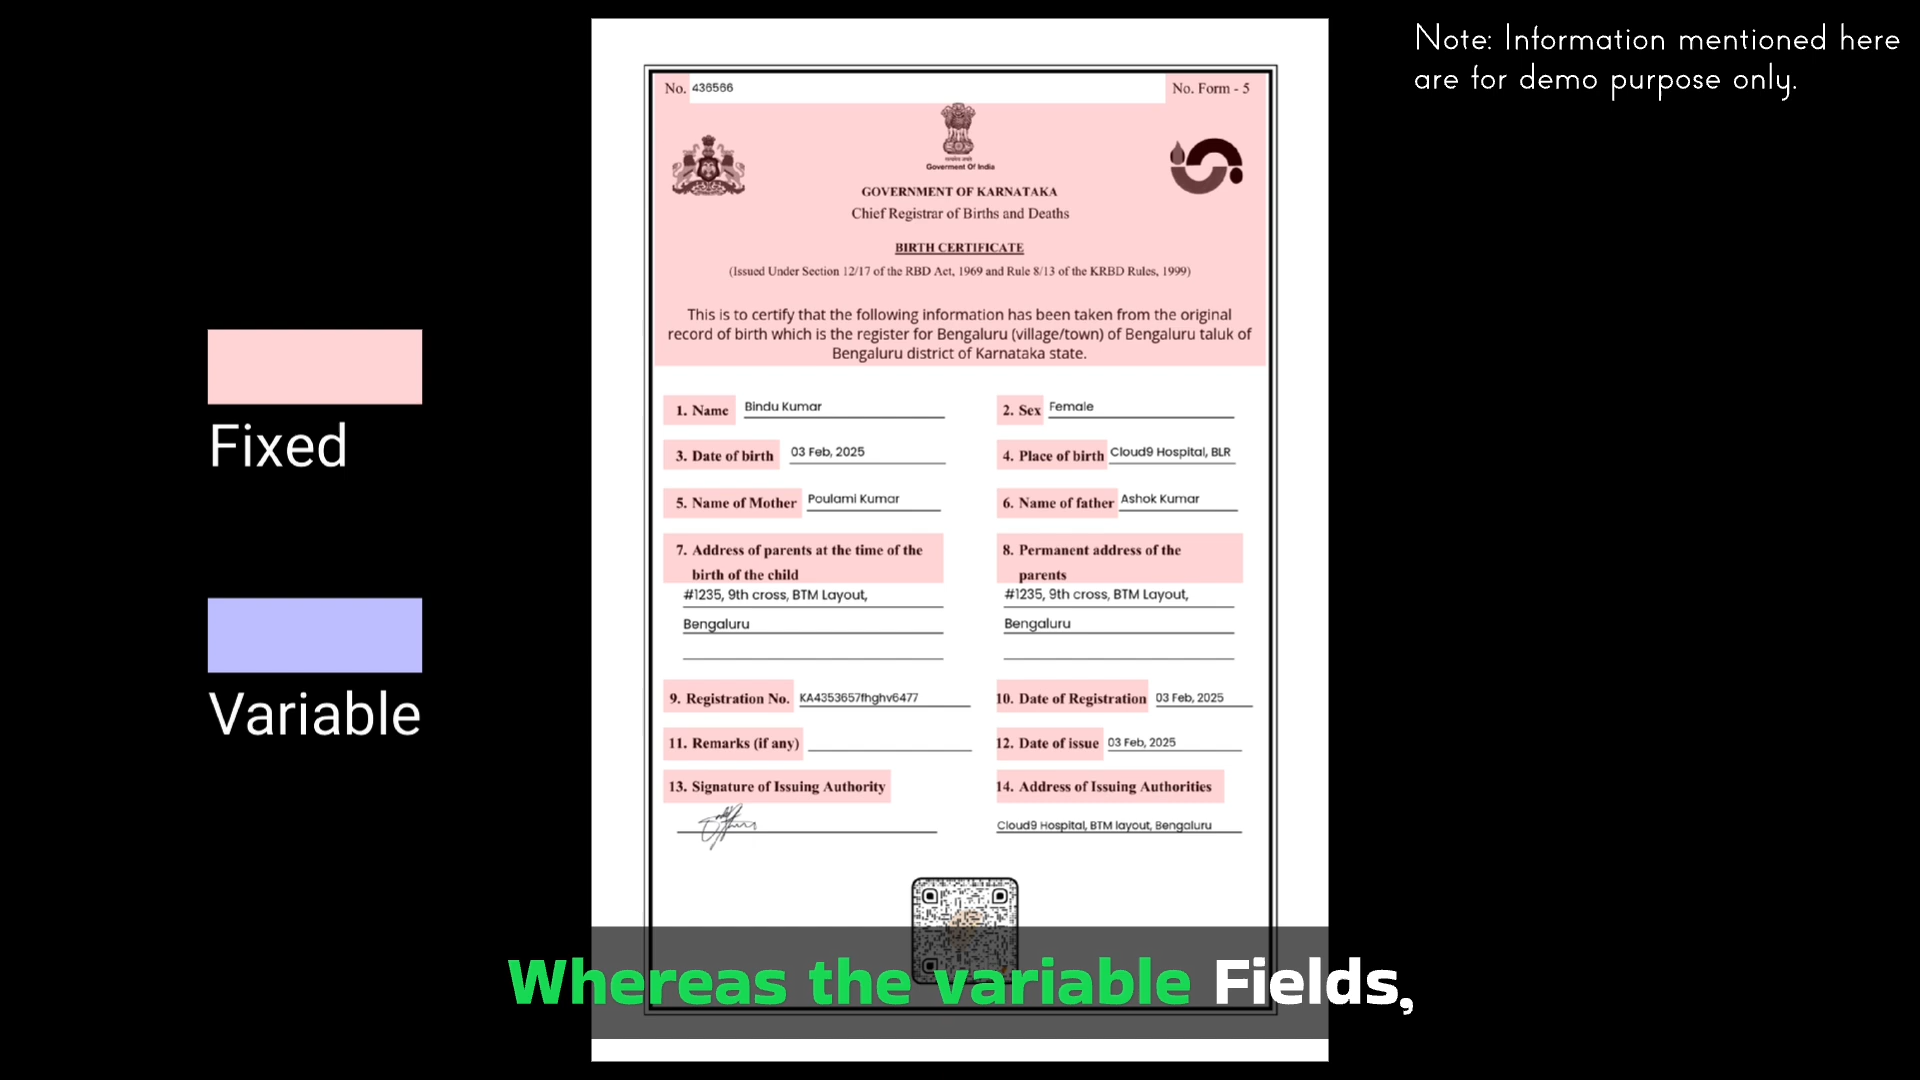 Note: Information mentioned here
are for demo purpose only.
No. 436566
No. Form - 5
Goverment Of India
GOVERNMENT OF KARNATAKA
Chief Registrar of Births and Deaths
BIRTH CERTIFICATE
(Issued Under Section 12/17 of the RBD Act, 1969 and Rule 8/13 of the KRBD Rules, 1999)
This is to certify that the following information has been taken from the original
record of birth which is the register for Bengaluru (village/town) of Bengaluru taluk of
Bengaluru district of Karnataka state.
1. Name Bindu Kumar
2. Sex Female
3. Date of birth 03 Feb, 2025
4. Place of birth Cloud9 Hospital, BLR
5. Name of Mother Poulami Kumar
6. Name of father Ashok Kumar
7. Address of parents at the time of the
birth of the child
#1235, 9th cross, BTM Layout,
Bengaluru
8. Permanent address of the
parents
#1235, 9th cross, BTM Layout,
Bengaluru
9. Registration No. KA4353657fhghv6477
10. Date of Registration 03 Feb, 2025
11. Remarks (if any)
12. Date of issue 03 Feb, 2025
13. Signature of Issuing Authority
14. Address of Issuing Authorities
Cloud9 Hospital, BTM layout, Bengaluru
Fixed
Variable
Whereas the variable Fields,